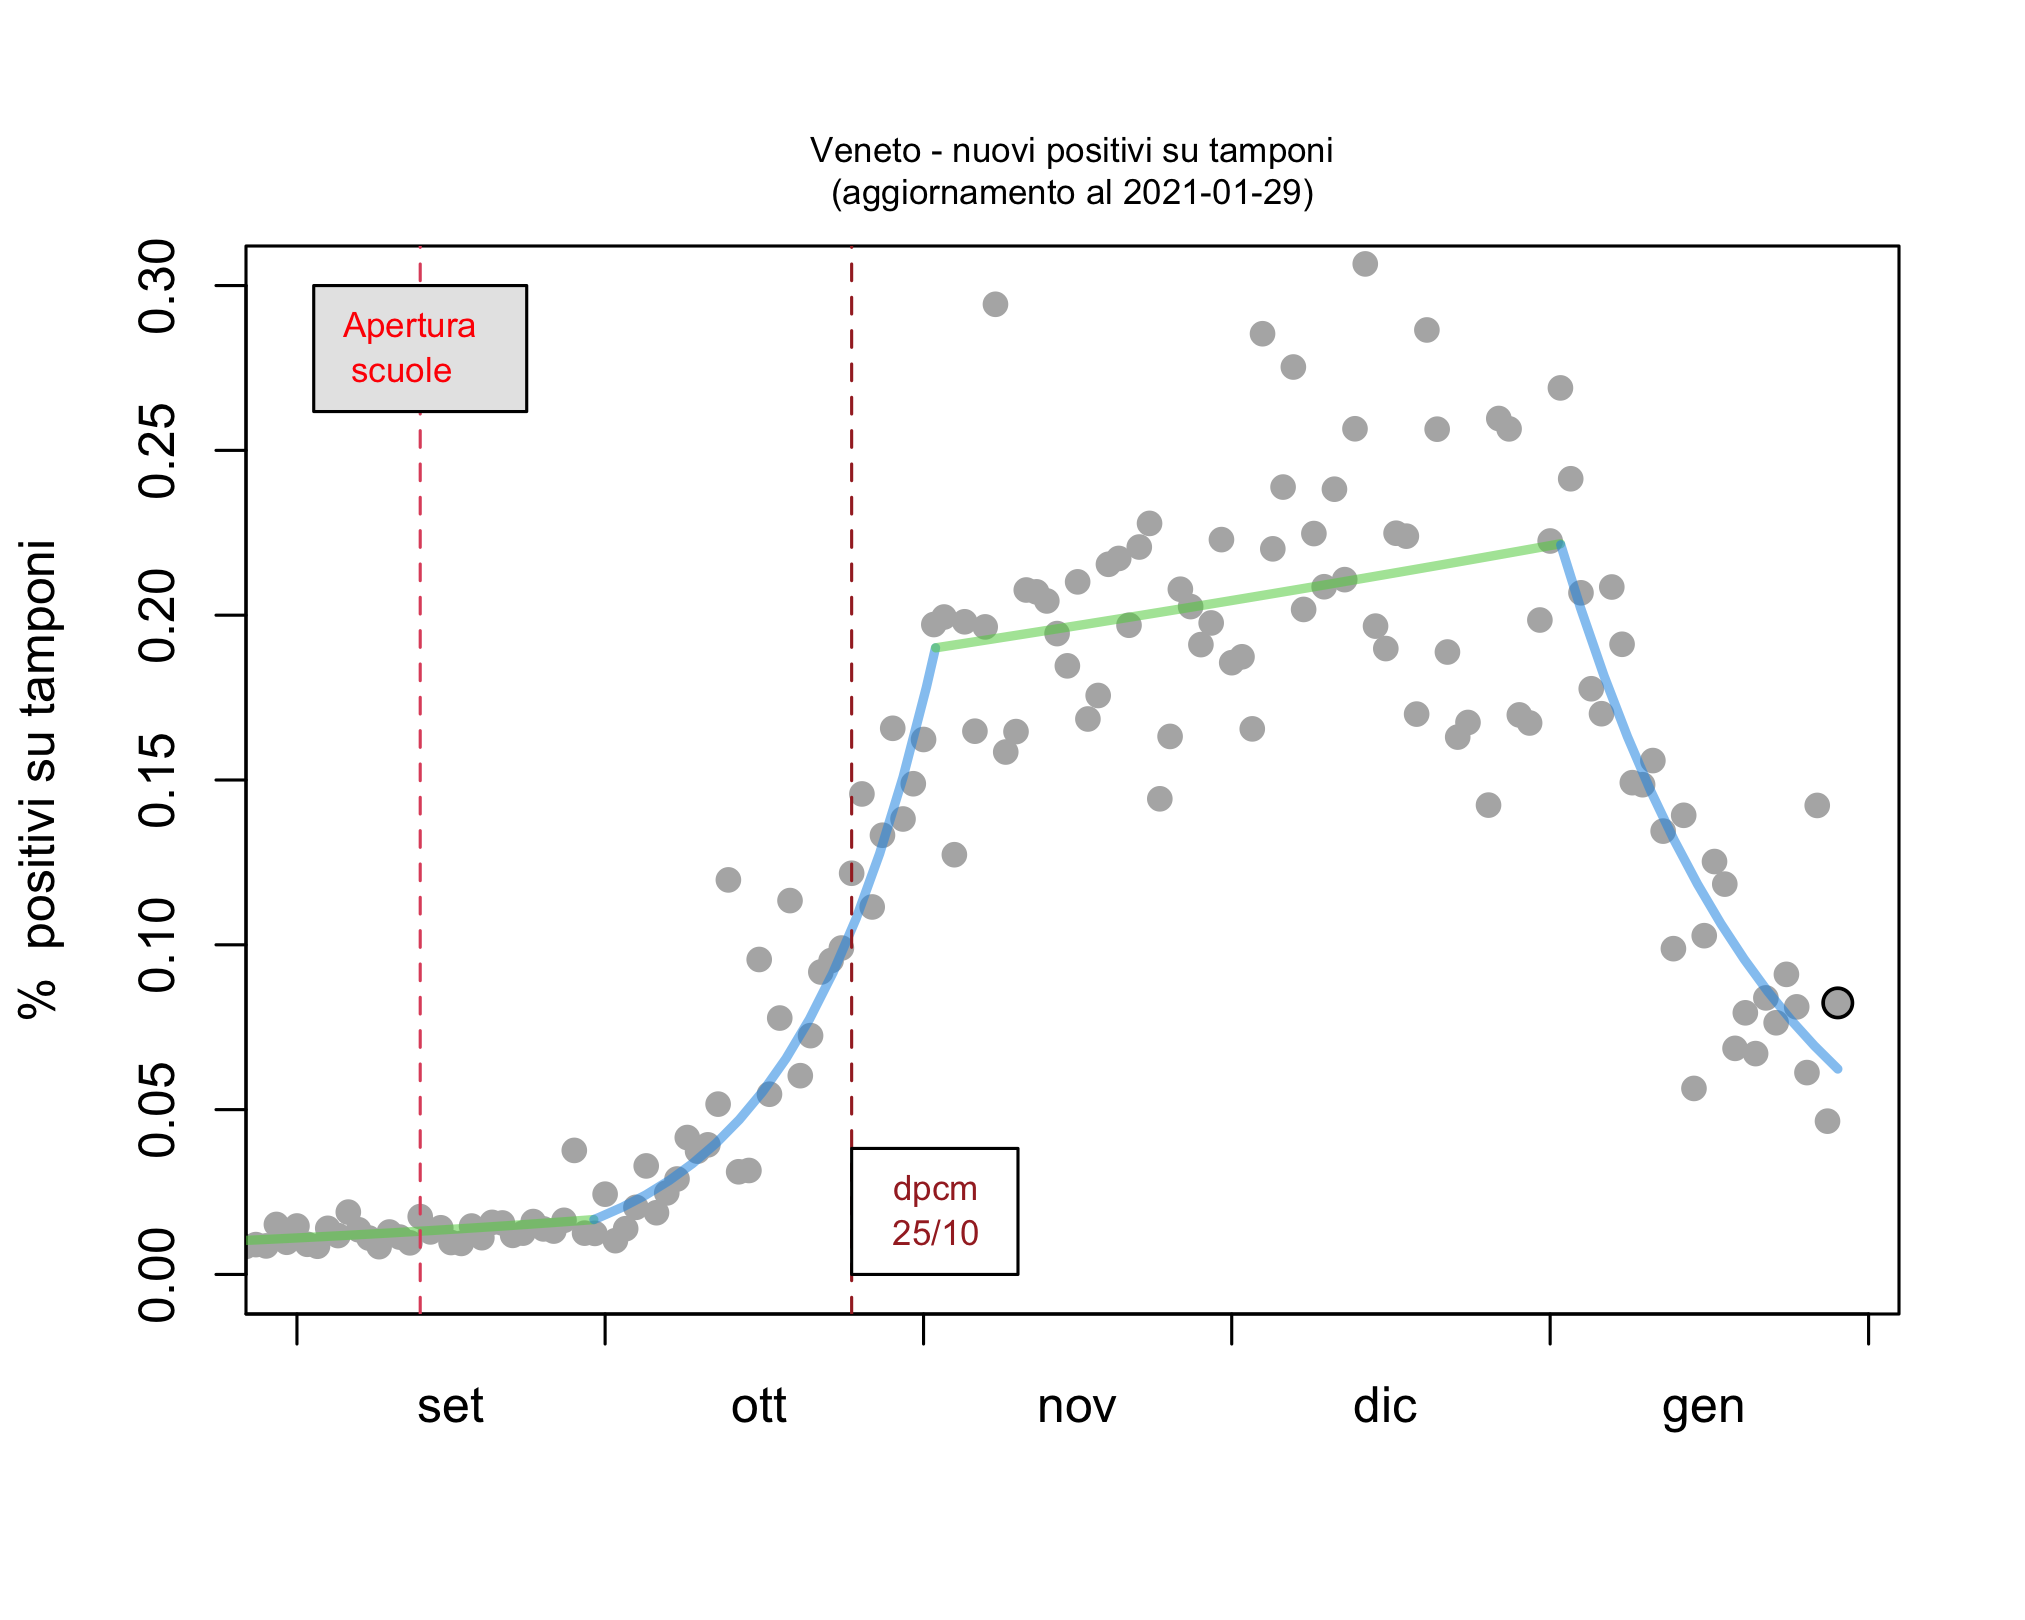 Veneto - nuovi positivi su tamponi
(aggiornamento al 2021-01-29)
% positivi su tamponi
0.30
0.25
0.20
0.15
0.10
0.05
0.00
Apertura
scuole
dpcm
25/10
set
ott
nov
dic
gen